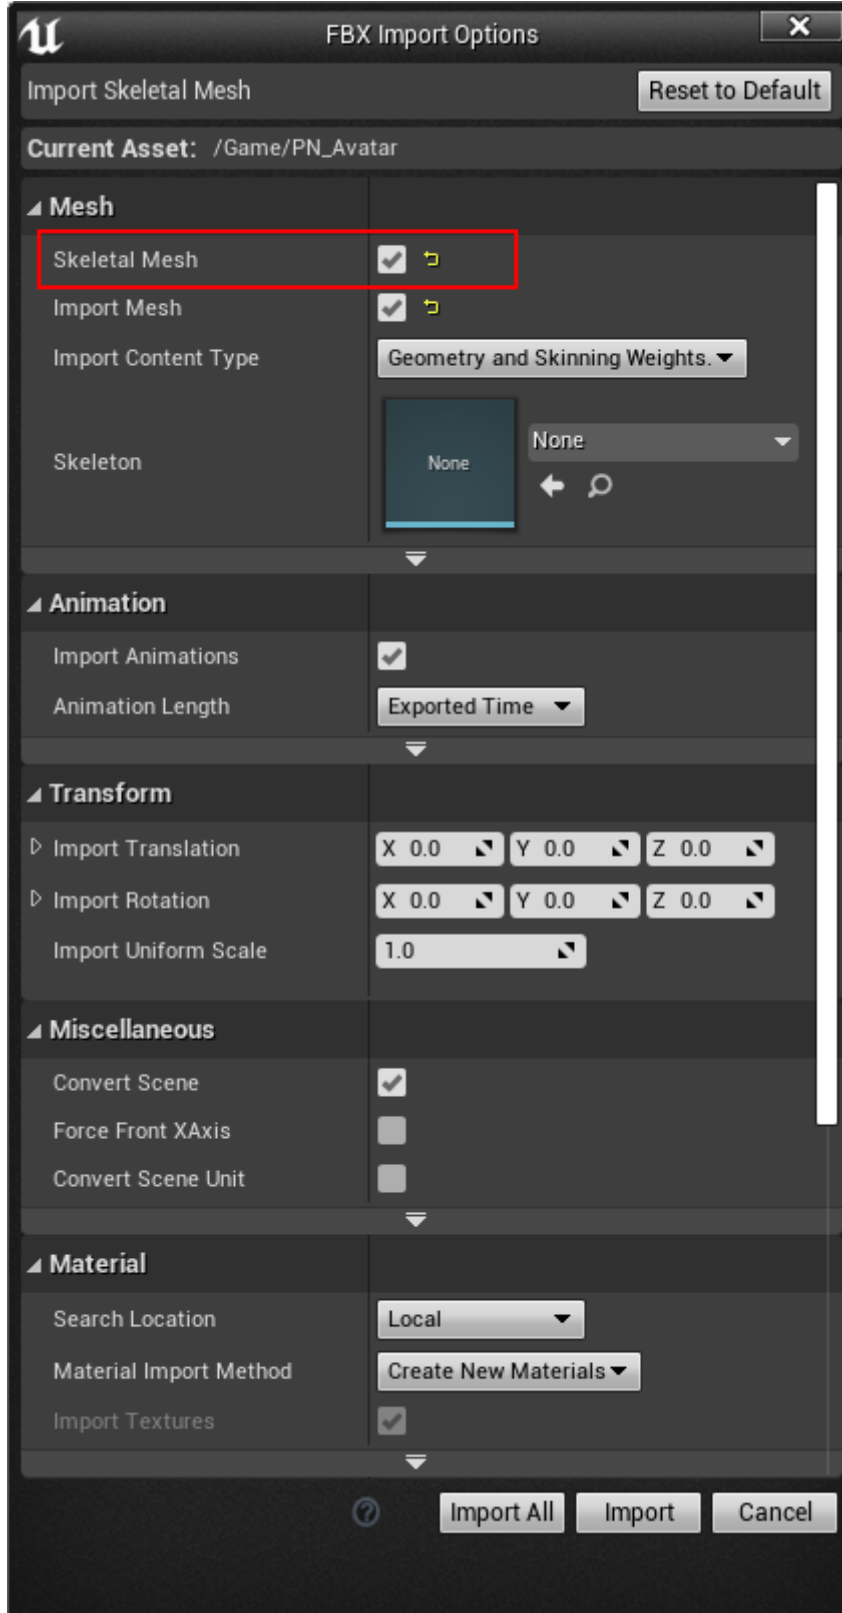 FBX Import Options
Import Skeletal Mesh Reset to Default
Current Asset: /Game/PN_Avatar
Mesh
Skeletal Mesh
Import Mesh
Import Content Type Geometry and Skinning Weights.
Skeleton None None
Animation
Import Animations
Animation Length Exported Time
Transform
Import Translation X 0.0 Y 0.0 Z 0.0
Import Rotation X 0.0 Y 0.0 Z 0.0
Import Uniform Scale 1.0
Miscellaneous
Convert Scene
Force Front XAxis
Convert Scene Unit
Material
Search Location Local
Material Import Method Create New Materials
Import Textures
? Import All Import Cancel